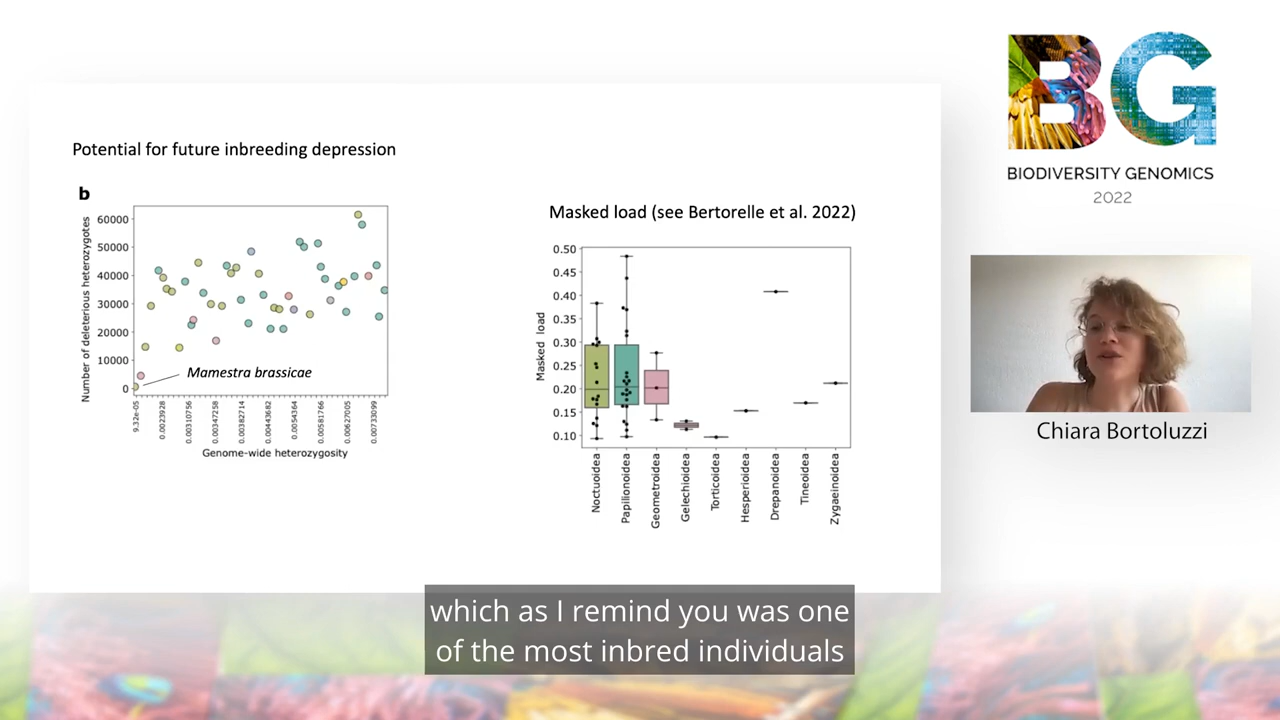 Potential for future inbreeding depression
b
Number of deleterious heterozygotes
60000
50000
40000
30000
20000
10000
0
Mamestra brassicae
9.32e-05
0.0023928
0.00310756
0.00347258
0.00382714
0.00443682
0.0054364
0.00581766
0.00627005
0.00733099
Genome-wide heterozygosity
Masked load (see Bertorelle et al. 2022)
Masked load
0.50
0.45
0.40
0.35
0.30
0.25
0.20
0.15
0.10
Noctuoidea
Papilionoidea
Geometroidea
Gelechioidea
Torticoidea
Hesperioidea
Drepanoidea
Tineoidea
Zygaeinoidea
BG
BIODIVERSITY GENOMICS
2022
Chiara Bortoluzzi
which as I remind you was one
of the most inbred individuals